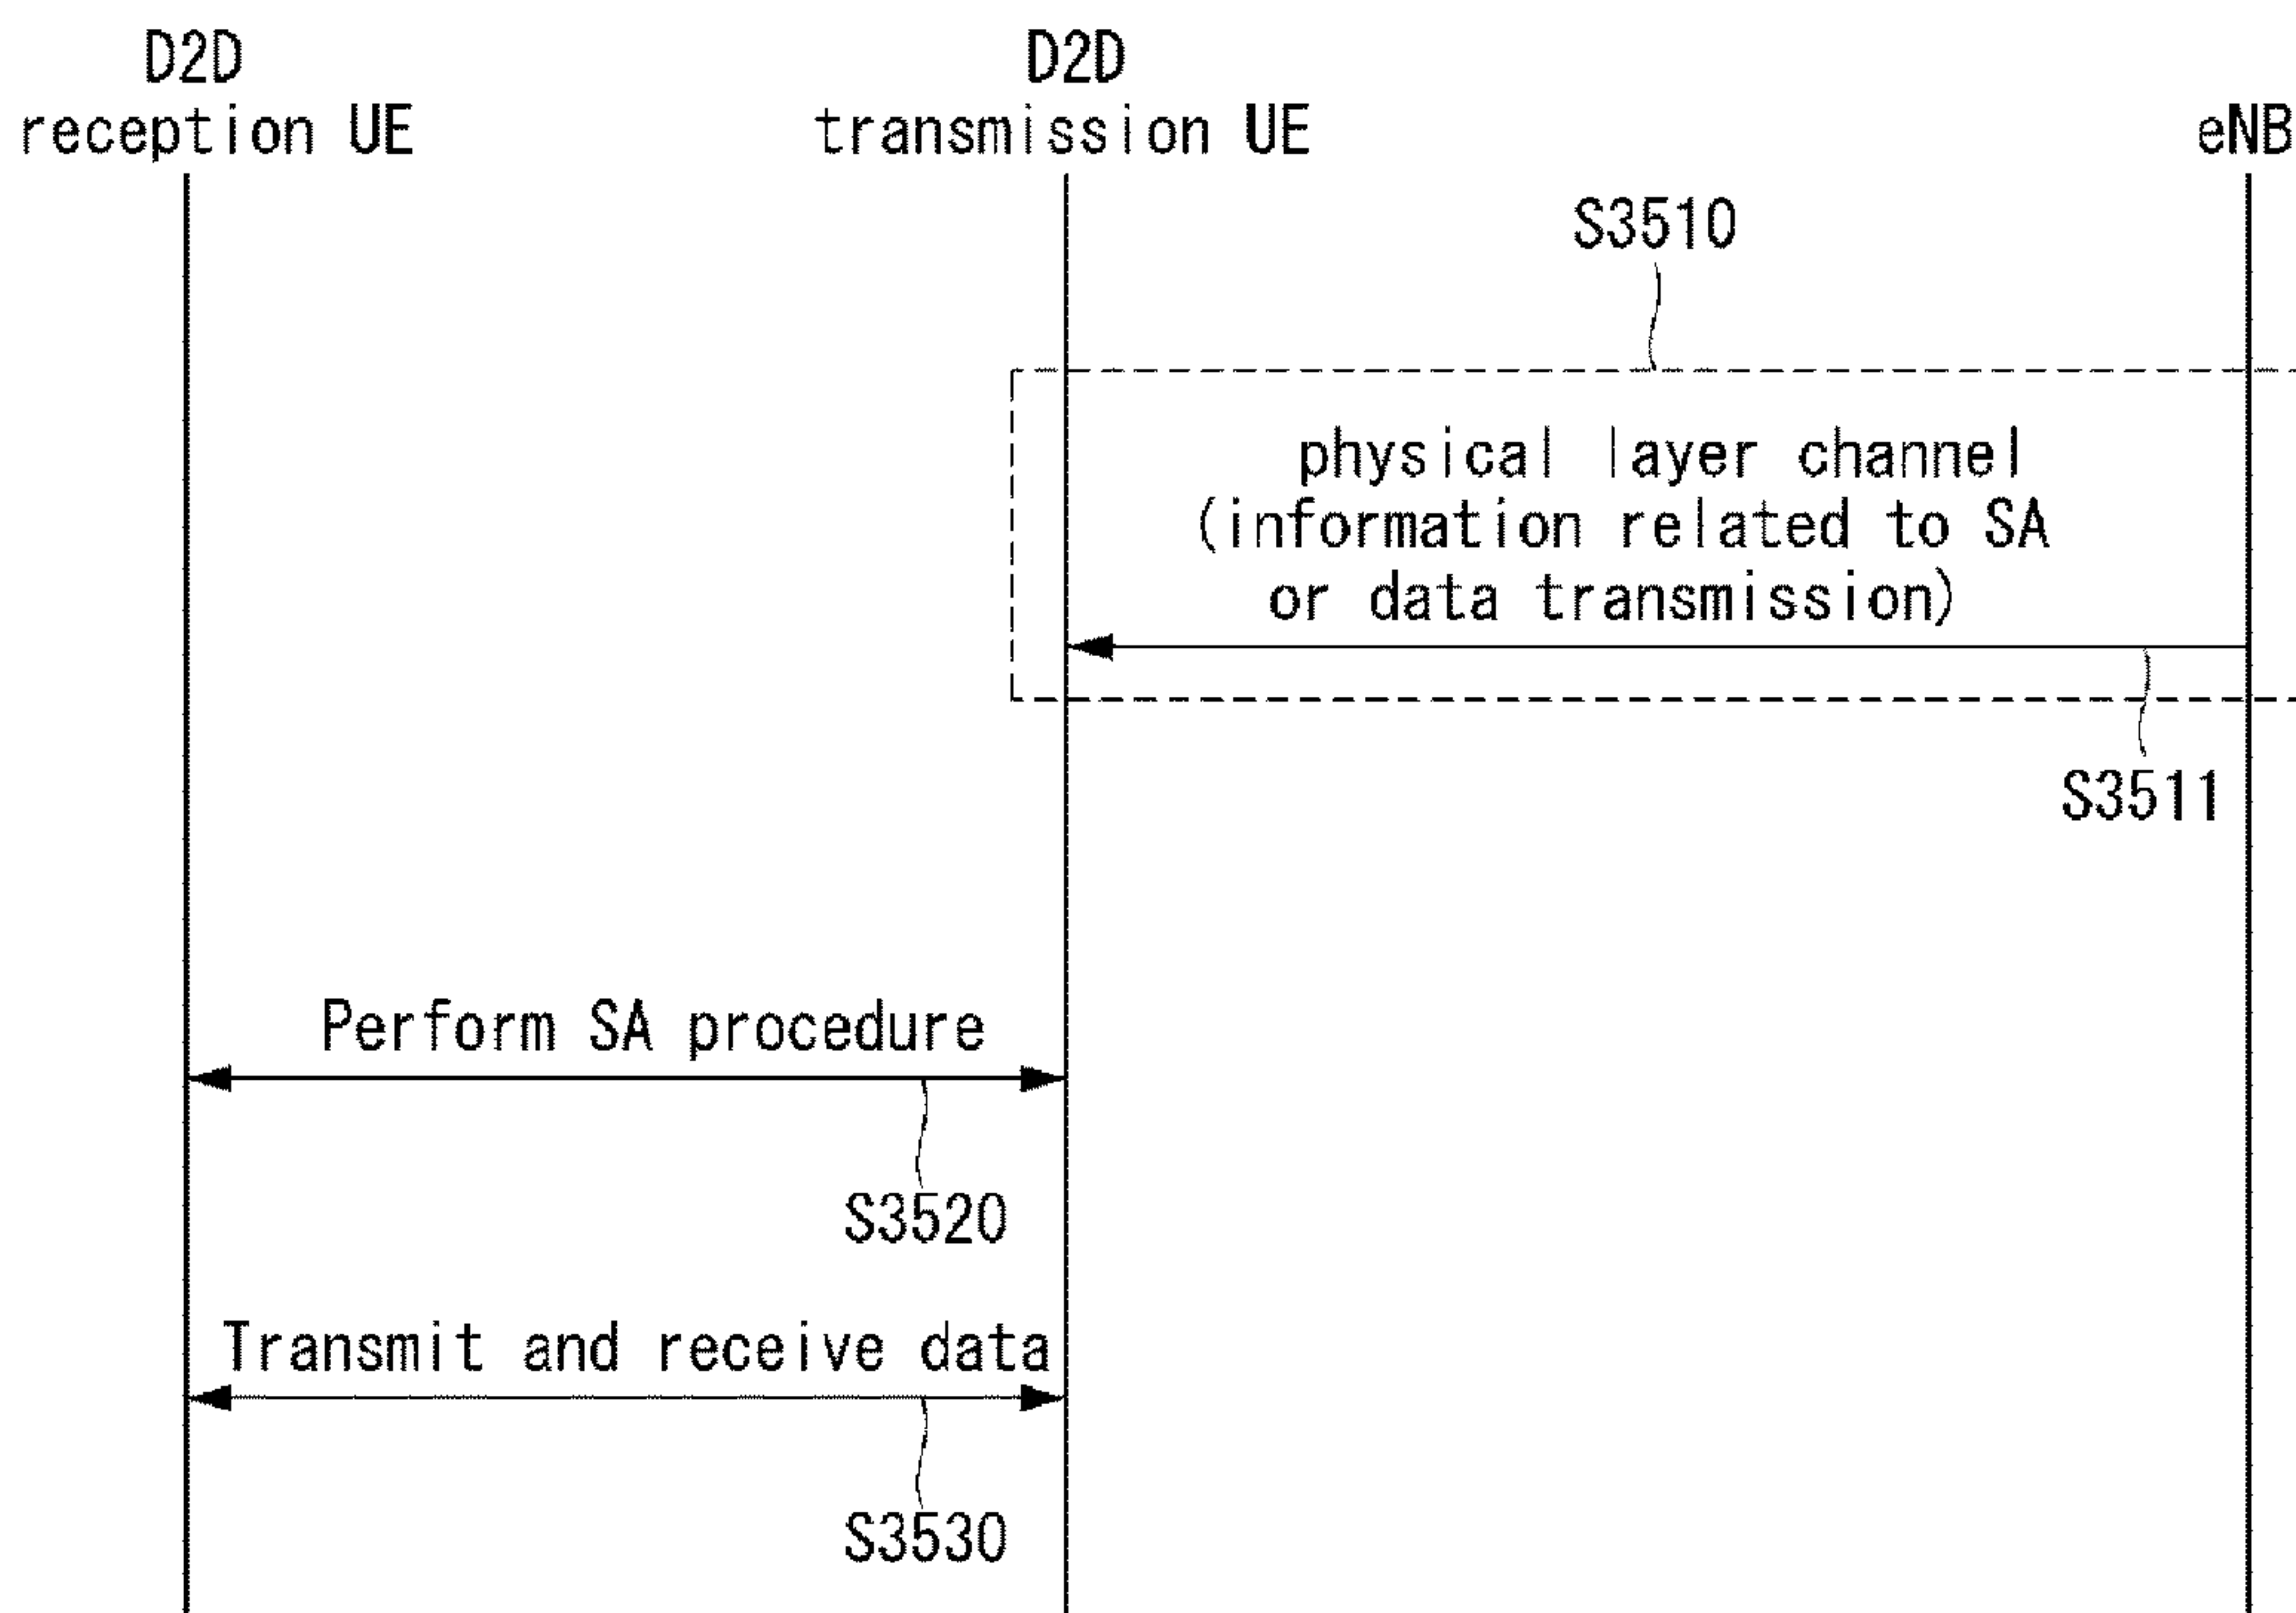 D2D
reception UE
D2D
transmission UE
eNB
S3510
physical layer channel
(information related to SA
or data transmission)
S3511
Perform SA procedure
S3520
Transmit and receive data
S3530